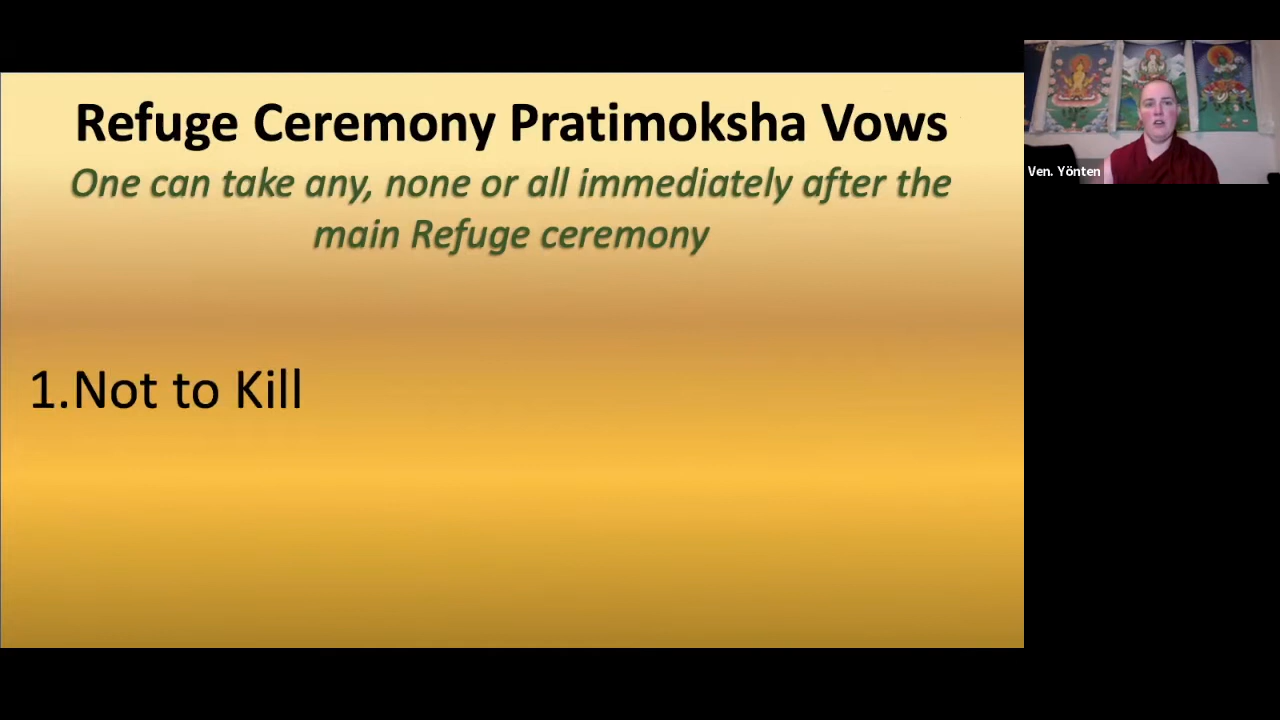 Refuge Ceremony Pratimoksha Vows
One can take any, none or all immediately after the
main Refuge ceremony
1.Not to Kill
Ven. Yönten